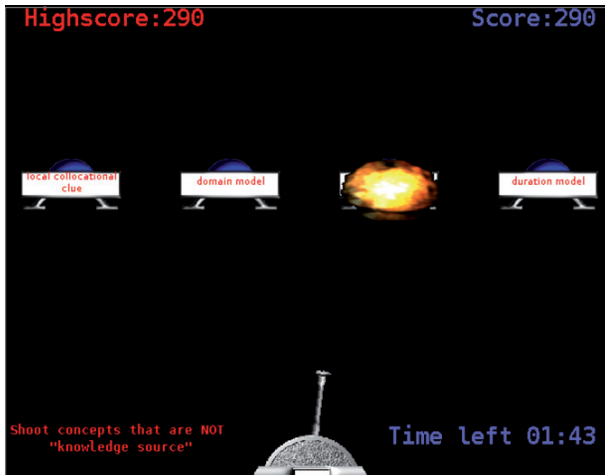 Highscore:290
Score:290
local collocational
clue
domain model
duration model
Shoot concepts that are NOT
"knowledge source"
Time left 01:43